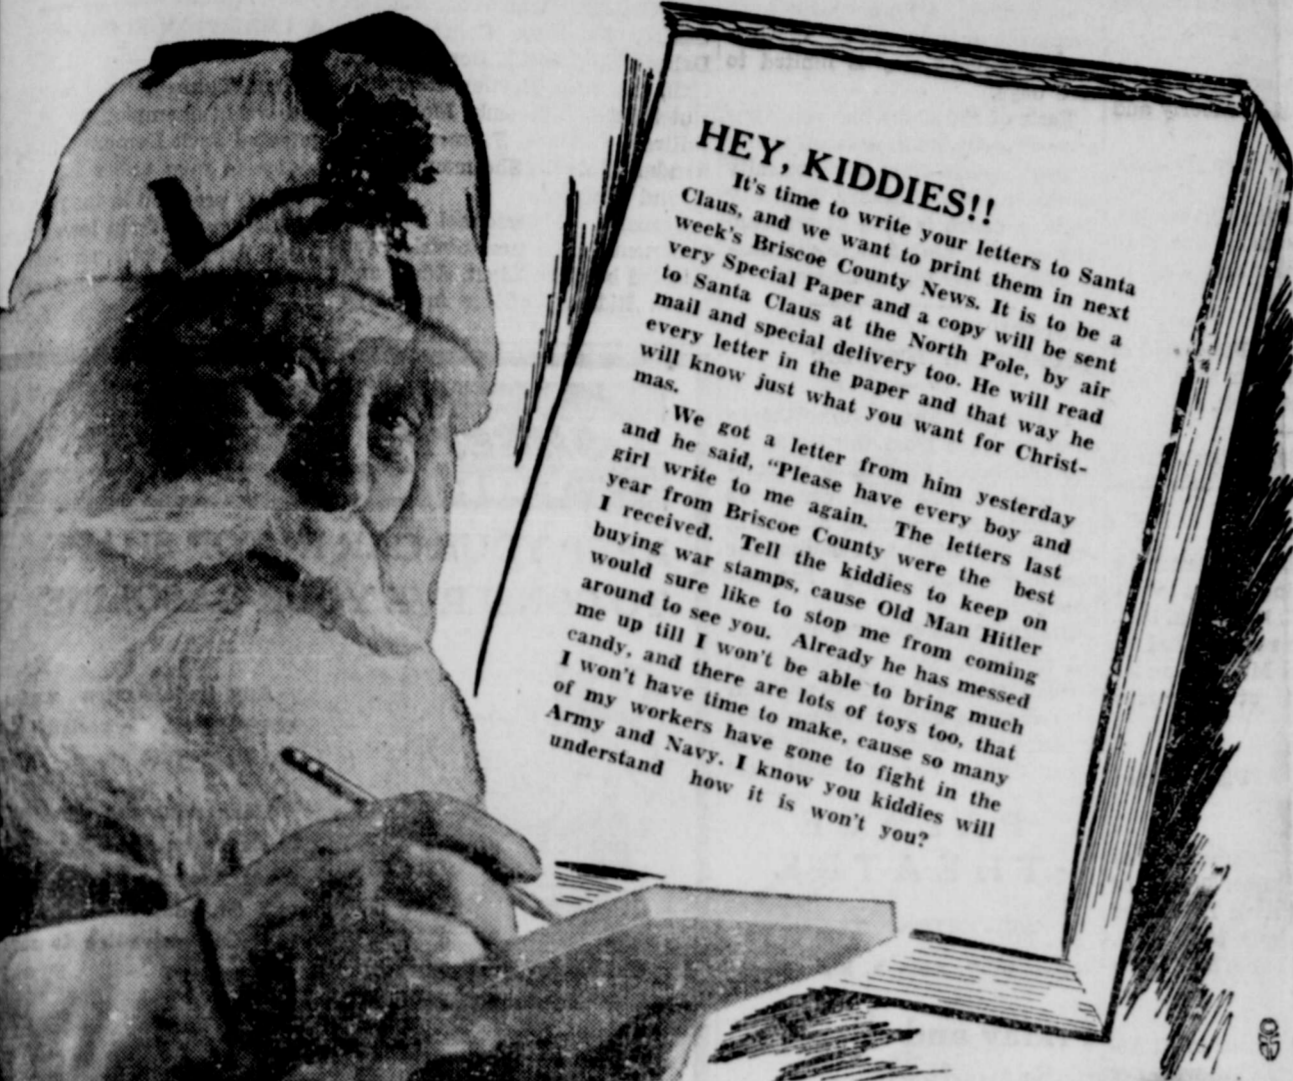 HEY, KIDDIES!!
It's time to write your letters to Santa
Claus, and we want to print them in next
week's Briscoe County News. It is to be a
very Special Paper and a copy will be sent
to Santa Claus at the North Pole, by air
mail and special delivery too. He will read
every letter in the paper and that way he
will know just what you want for Christ-
mas.
We got a letter from him yesterday
and he said, "Please have every boy and
girl write to me again. The letters last
year from Briscoe County were the best
I received. Tell the kiddies to keep on
buying war stamps, cause Old Man Hitler
would sure like to stop me from coming
around to see you. Already he has messed
me up till I won't be able to bring much
candy, and there are lots of toys too, that
I won't have time to make, cause so many
of my workers have gone to fight in the
Army and Navy. I know you kiddies will
understand how it is won't you?